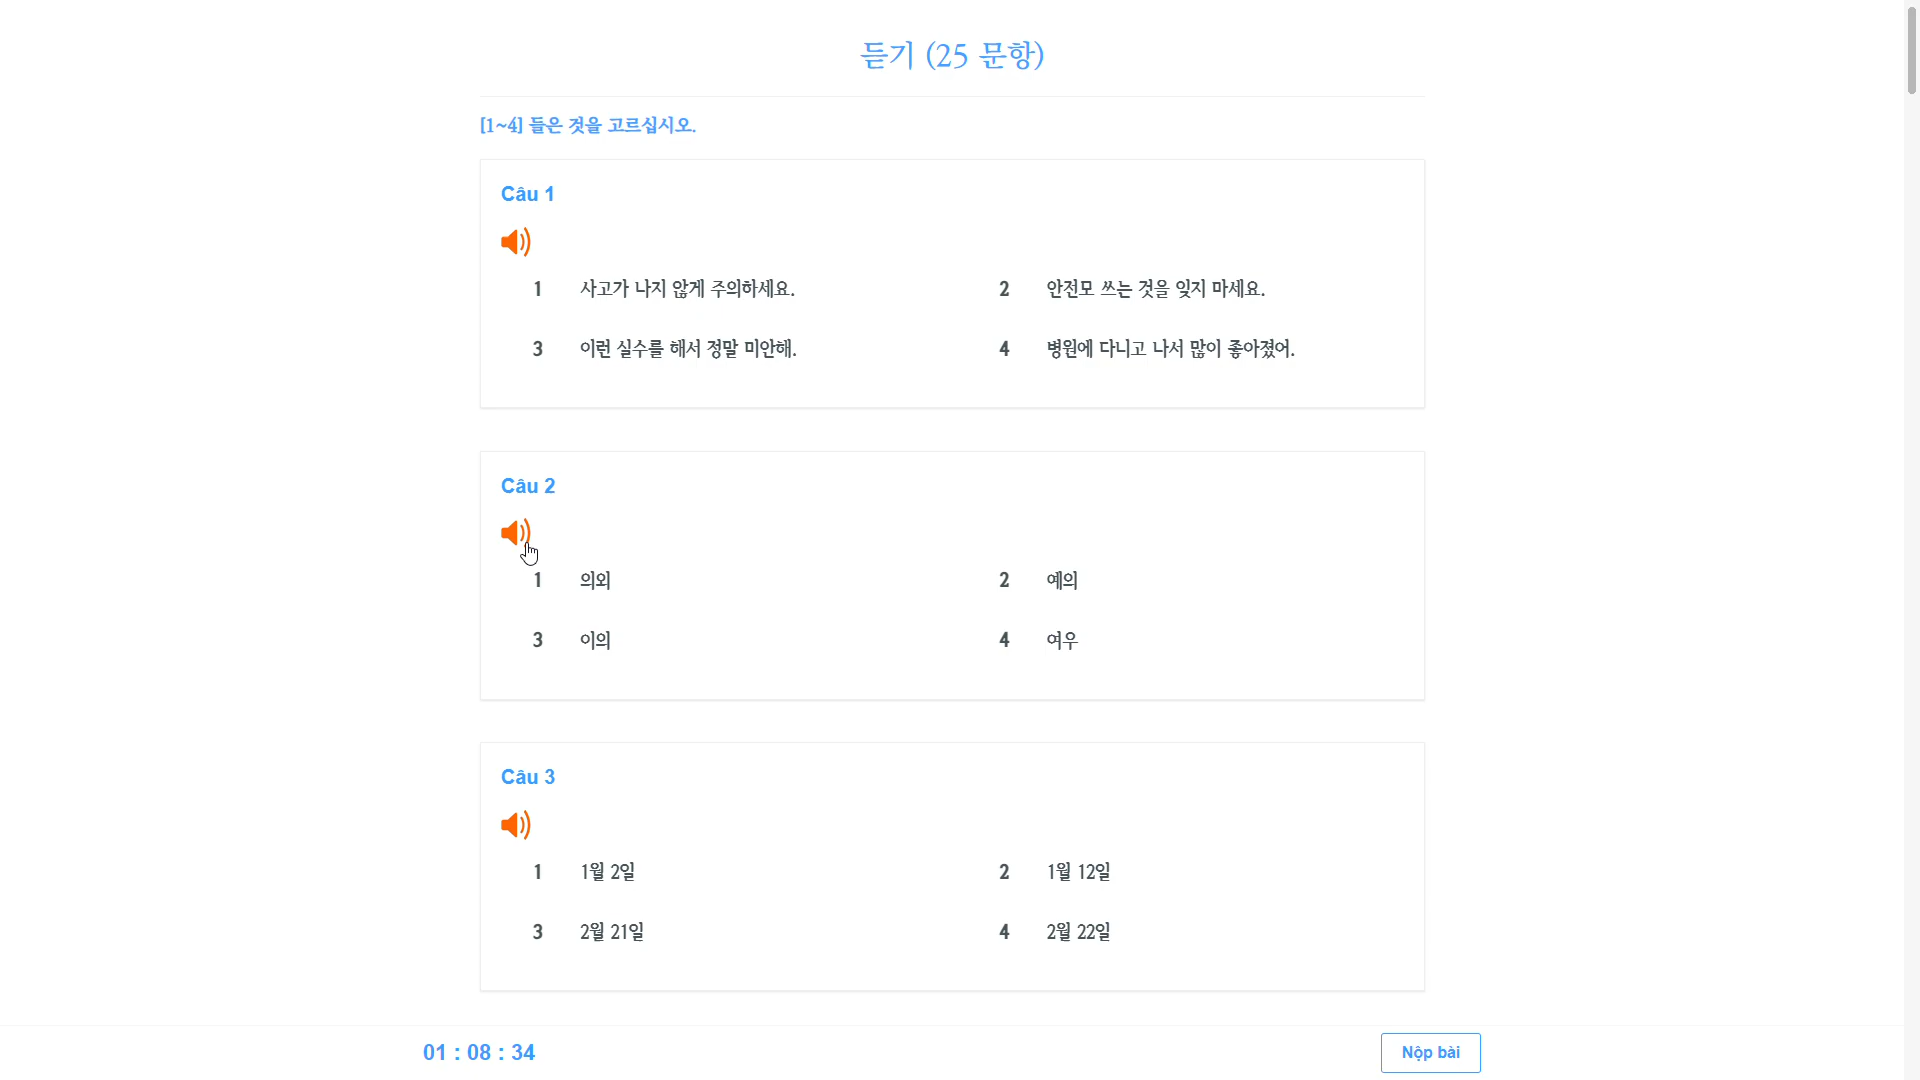 듣기 (25 문항)
[1~4] 들은 것을 고르십시오.
Câu 1
1 사고가 나지 않게 주의하세요. 2 안전모 쓰는 것을 잊지 마세요.
3 이런 실수를 해서 정말 미안해. 4 병원에 다니고 나서 많이 좋아졌어.
Câu 2
1 의외 2 예의
3 이의 4 여우
Câu 3
1 1월 2일 2 1월 12일
3 2월 21일 4 2월 22일
01 : 08 : 34 Nộp bài